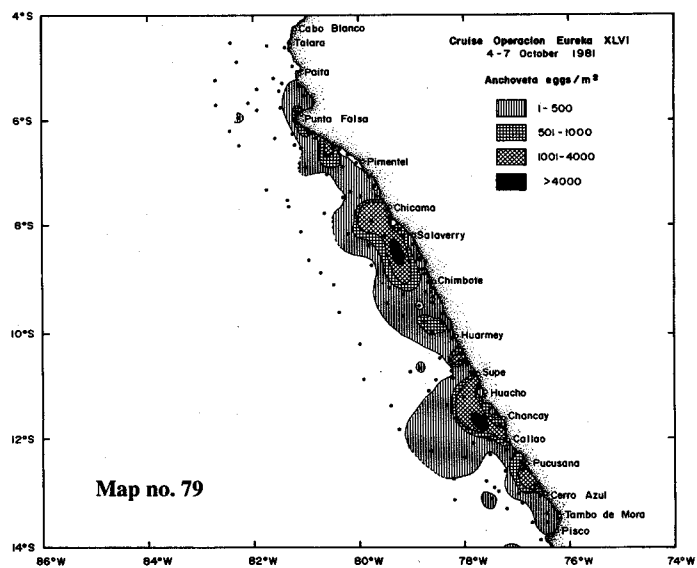 4°S
Cabo Blanco
Talara
Cruise Operacion Eureka XLVI
4-7 October 1981
Paita
Anchoveta eggs/m²
1-500
6°S
Punta Falsa
501-1000
1001-4000
Pimentel
>4000
Chicama
8°S
Salaverry
Chimbote
10°S
Huarmey
Supe
Huacho
Chancay
12°S
Callao
Pucusana
Map no. 79
Cerro Azul
Tambo de Mora
Pisco
14°S
86°W 84°W 82°W 80°W 78°W 76°W 74°W